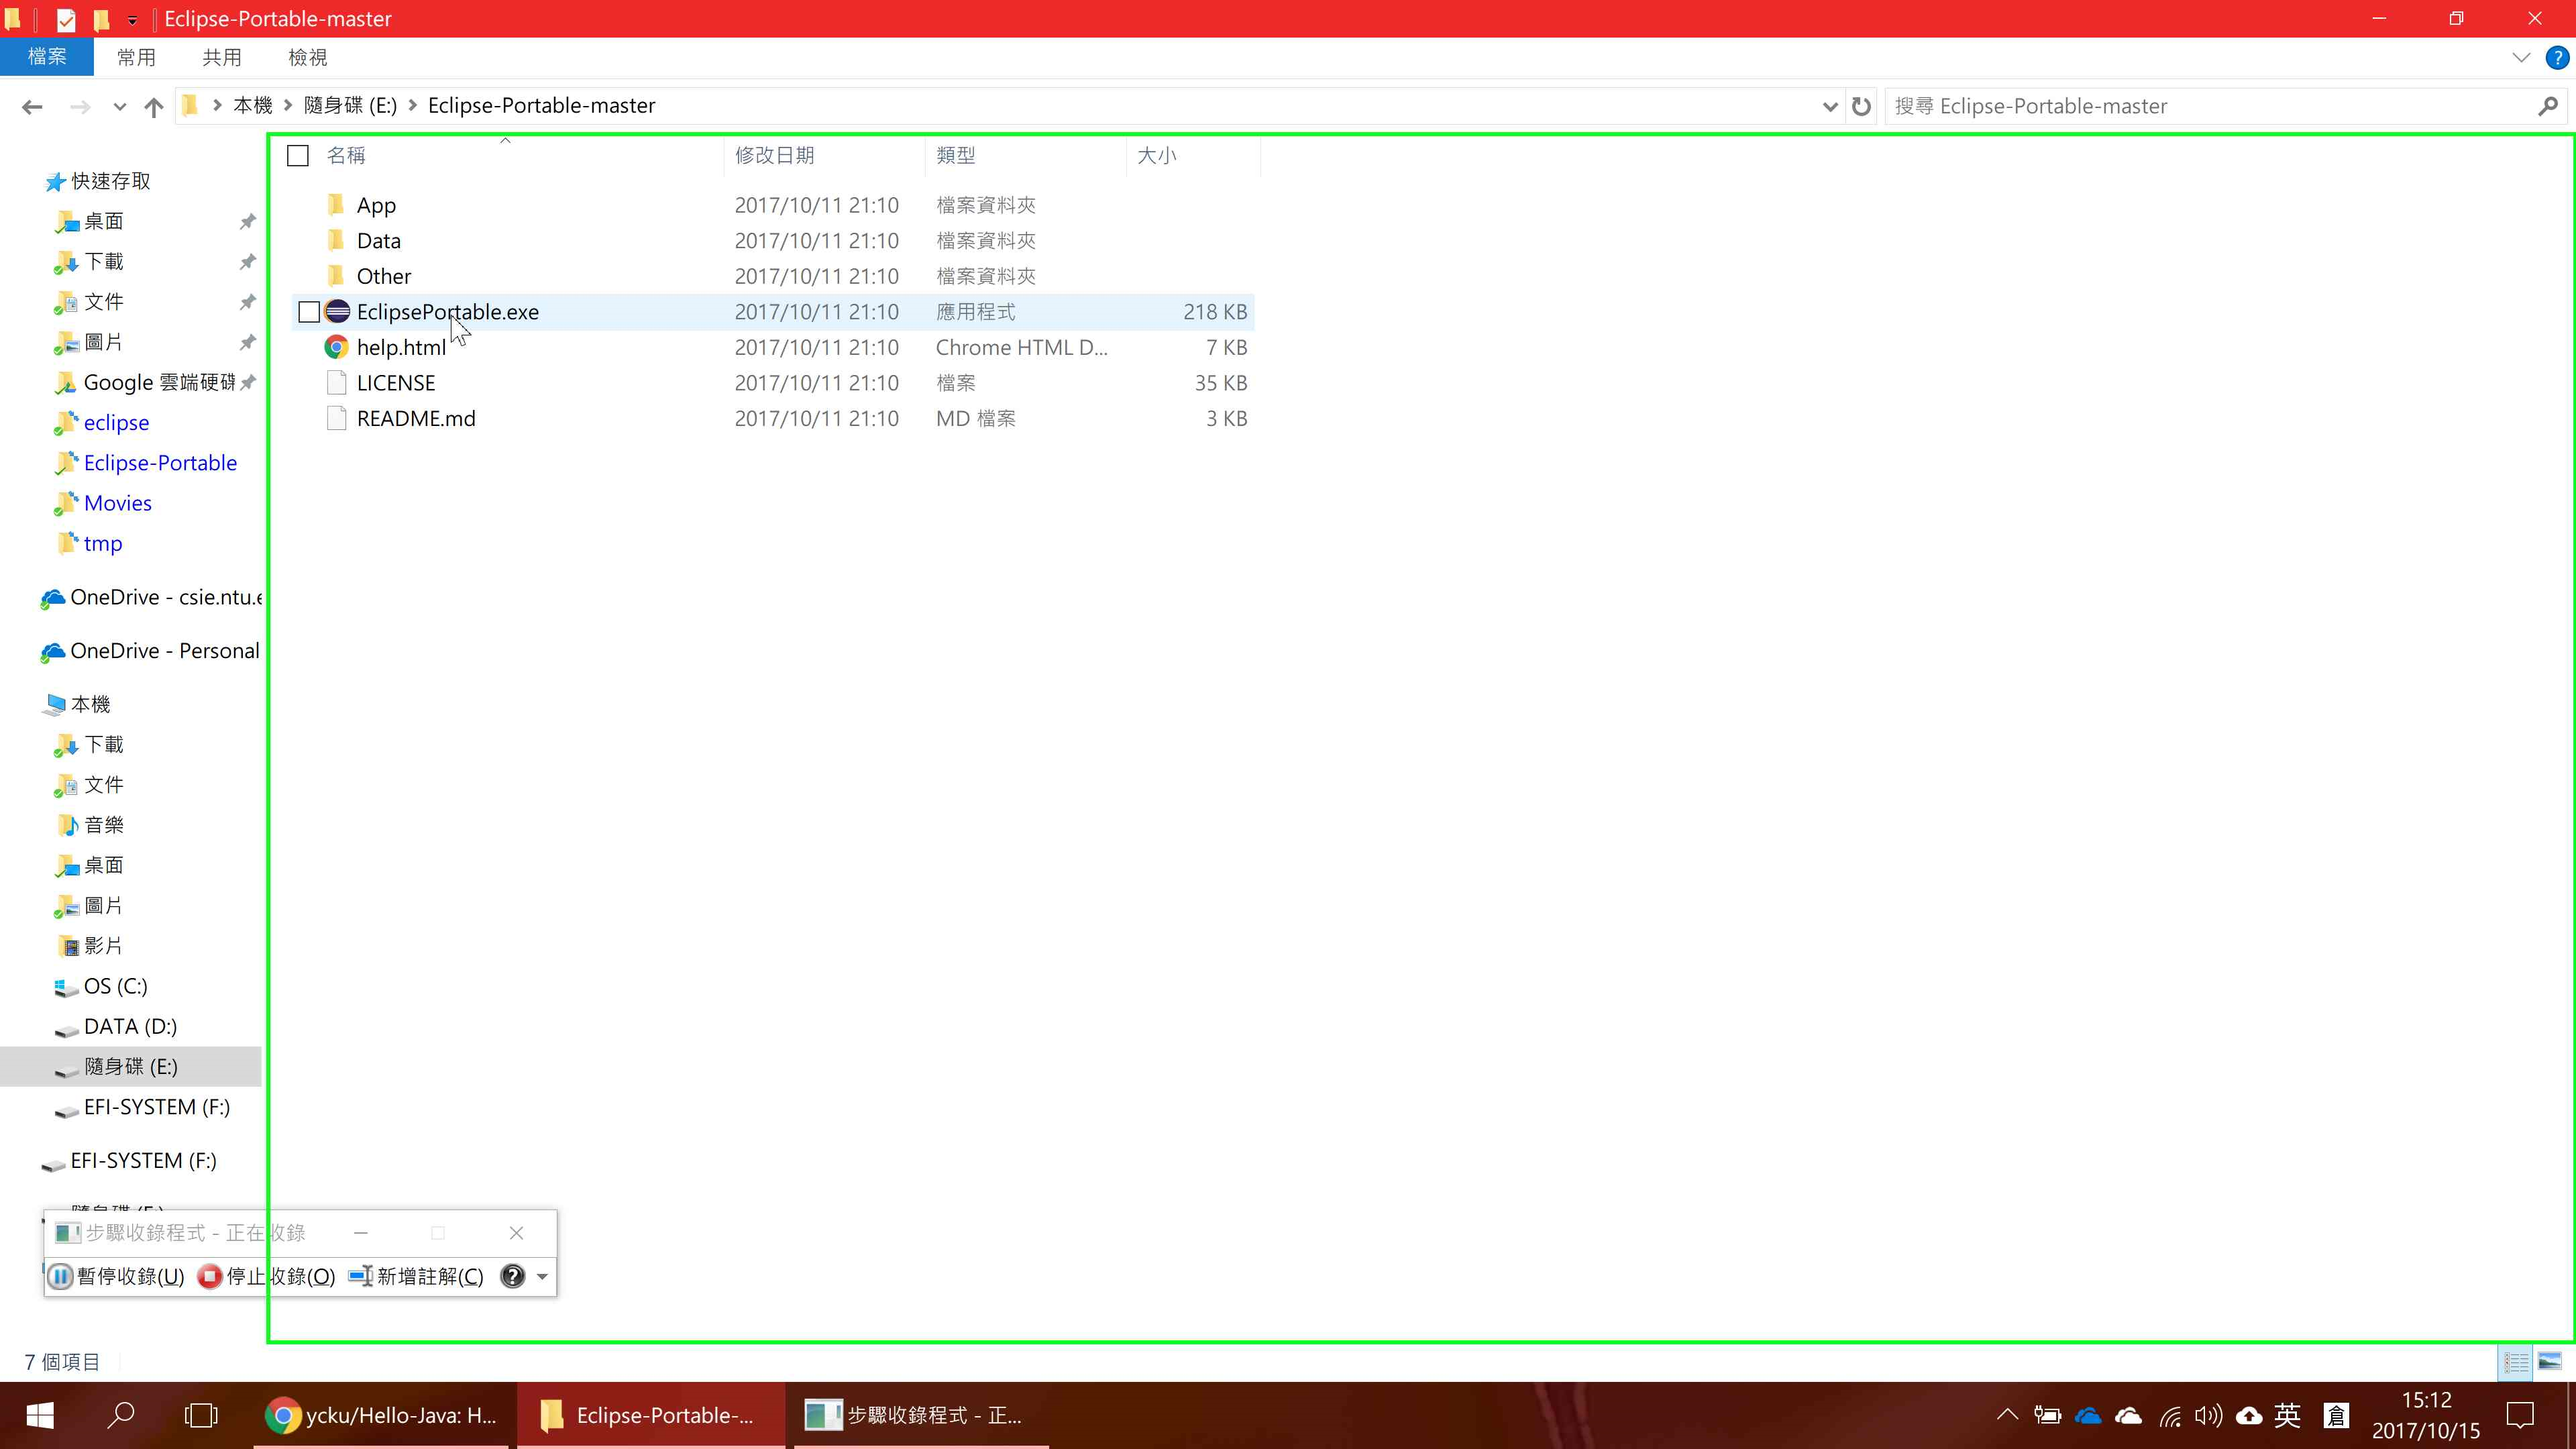 Eclipse-Portable-master
檔案 常用 共用 檢視
本機 隨身碟 (E:) Eclipse-Portable-master
搜尋 Eclipse-Portable-master
名稱 修改日期 類型 大小
App 2017/10/11 21:10 檔案資料夾
Data 2017/10/11 21:10 檔案資料夾
Other 2017/10/11 21:10 檔案資料夾
EclipsePortable.exe 2017/10/11 21:10 應用程式 218 KB
help.html 2017/10/11 21:10 Chrome HTML D... 7 KB
LICENSE 2017/10/11 21:10 檔案 35 KB
README.md 2017/10/11 21:10 MD 檔案 3 KB
快速存取
桌面
下載
文件
圖片
Google 雲端硬碟
eclipse
Eclipse-Portable
Movies
tmp
OneDrive - csie.ntu.e
OneDrive - Personal
本機
下載
文件
音樂
桌面
圖片
影片
OS (C:)
DATA (D:)
隨身碟 (E:)
EFI-SYSTEM (F:)
EFI-SYSTEM (F:)
步驟收錄程式 - 正在收錄
暫停收錄(U) 停止收錄(O) 新增註解(C)
7 個項目
ycku/Hello-Java: H...
Eclipse-Portable-...
步驟收錄程式 - 正...
英 倉
15:12
2017/10/15